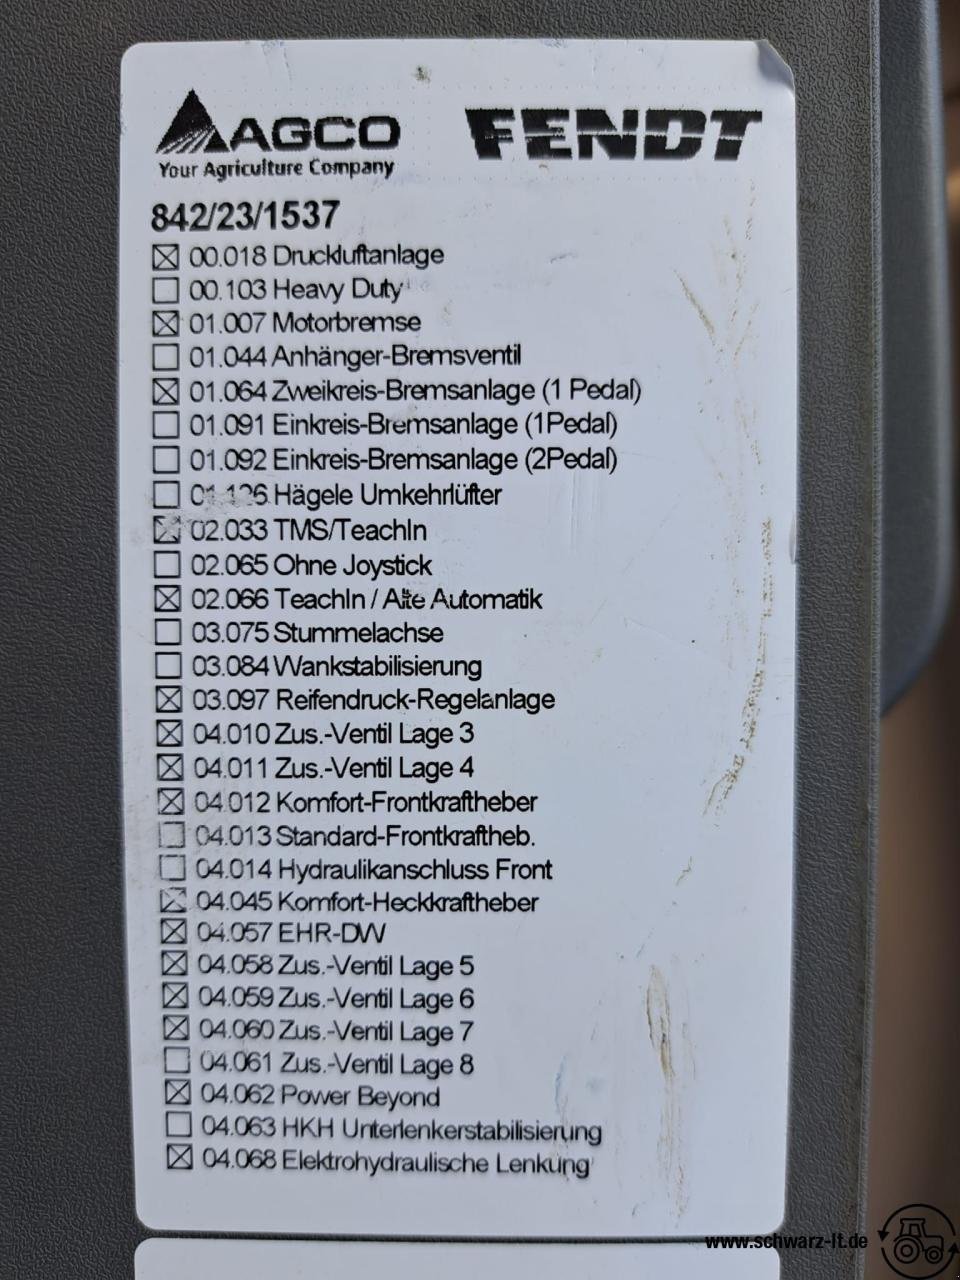 AGCO
Your Agriculture Company
FENDT
842/23/1537
☒ 00.018 Druckluftanlage
☐ 00.103 Heavy Duty
☒ 01.007 Motorbremse
☐ 01.044 Anhänger-Bremsventil
☒ 01.064 Zweikreis-Bremsanlage (1 Pedal)
☐ 01.091 Einkreis-Bremsanlage (1Pedal)
☐ 01.092 Einkreis-Bremsanlage (2Pedal)
☐ 01.126 Hägele Umkehrlüfter
☒ 02.033 TMS/TeachIn
☐ 02.065 Ohne Joystick
☒ 02.066 TeachIn / Alte Automatik
☐ 03.075 Stummelachse
☐ 03.084 Wankstabilisierung
☒ 03.097 Reifendruck-Regelanlage
☒ 04.010 Zus.-Ventil Lage 3
☒ 04.011 Zus.-Ventil Lage 4
☒ 04.012 Komfort-Frontkraftheber
☐ 04.013 Standard-Frontkraftheb.
☐ 04.014 Hydraulikanschluss Front
☒ 04.045 Komfort-Heckkraftheber
☒ 04.057 EHR-DW
☒ 04.058 Zus.-Ventil Lage 5
☒ 04.059 Zus.-Ventil Lage 6
☒ 04.060 Zus.-Ventil Lage 7
☐ 04.061 Zus.-Ventil Lage 8
☒ 04.062 Power Beyond
☐ 04.063 HKH Unterlenkerstabilisierung
☒ 04.068 Elektrohydraulische Lenkung
www.schwarz-lt.de